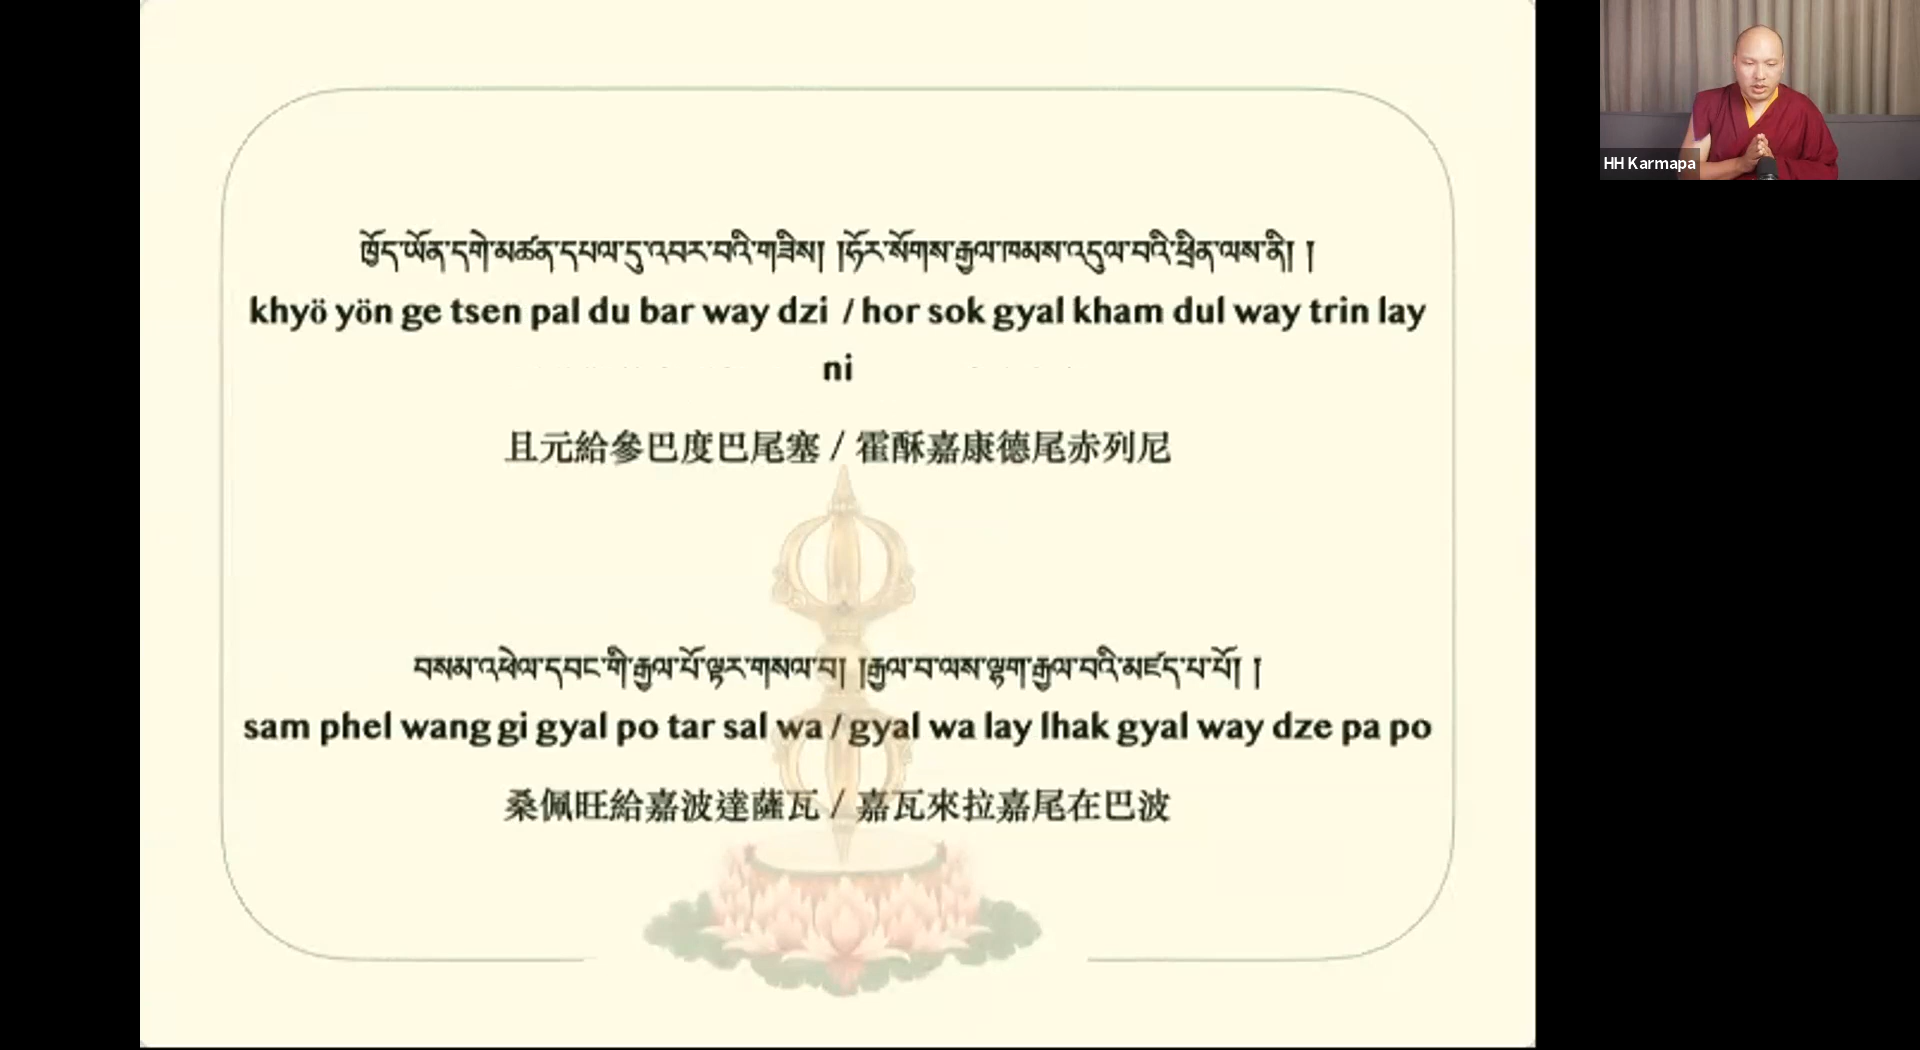 ཁྱོད་ཡོན་དགེ་མཚན་དཔལ་དུ་འབར་བའི་གཟིས། །ཧོར་སོགས་རྒྱལ་ཁམས་འདུལ་བའི་ཕྲིན་ལས་ནི། །
khyö yön ge tsen pal du bar way dzi / hor sok gyal kham dul way trin lay
ni
且元給參巴度巴尾塞 / 霍酥嘉康德尾赤列尼
བསམ་འཕེལ་དབང་གི་རྒྱལ་པོ་ལྟར་གསལ་བ། །རྒྱལ་བ་ལས་ལྷག་རྒྱལ་བའི་མཛད་པ་པོ། །
sam phel wang gi gyal po tar sal wa / gyal wa lay lhak gyal way dze pa po
桑佩旺給嘉波達薩瓦 / 嘉瓦來拉嘉尾在巴波
HH Karmapa